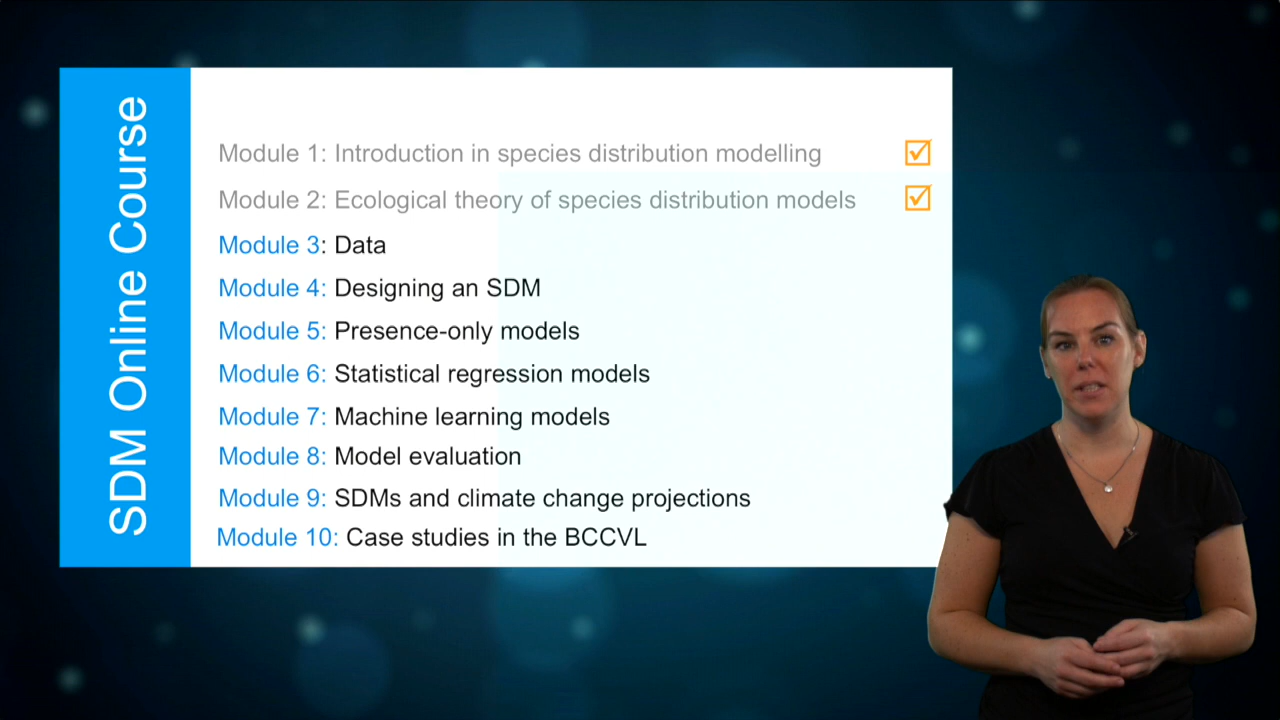 SDM Online Course
Module 1: Introduction in species distribution modelling
Module 2: Ecological theory of species distribution models
Module 3: Data
Module 4: Designing an SDM
Module 5: Presence-only models
Module 6: Statistical regression models
Module 7: Machine learning models
Module 8: Model evaluation
Module 9: SDMs and climate change projections
Module 10: Case studies in the BCCVL